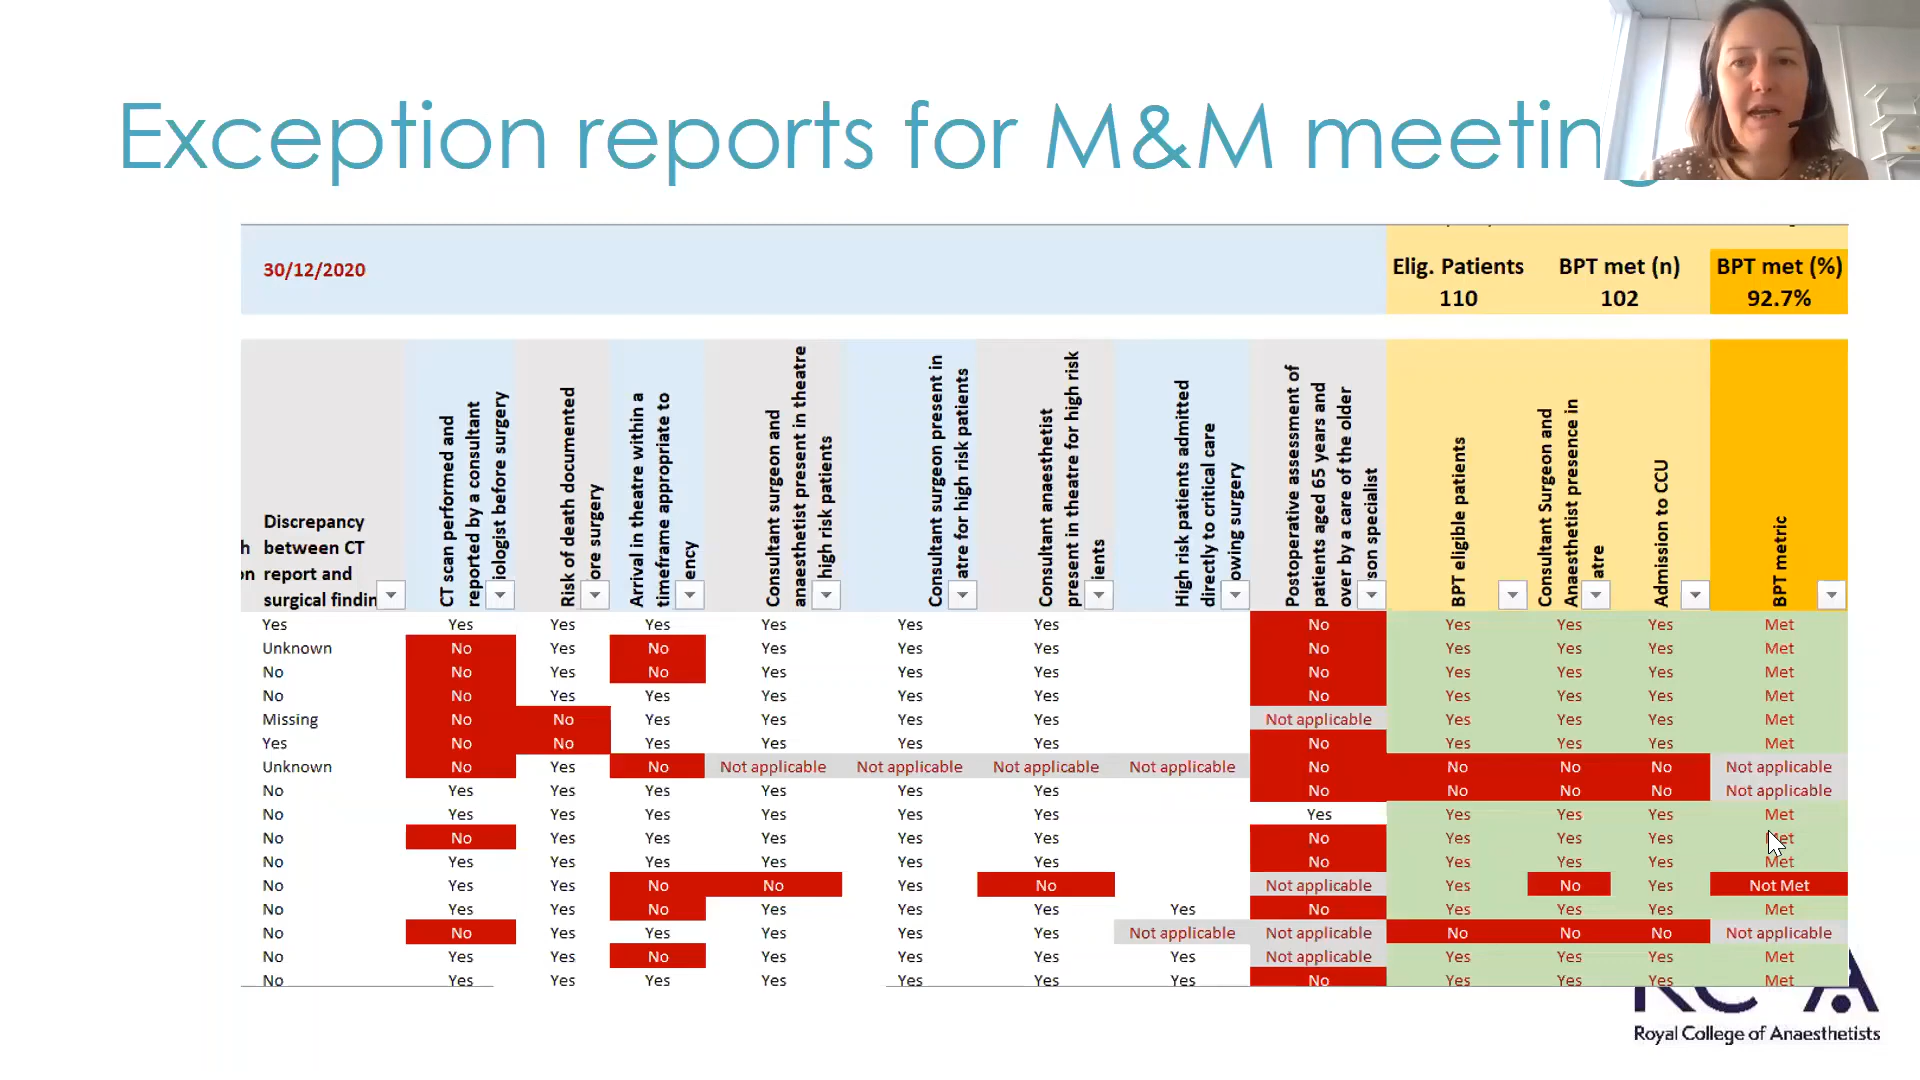 Exception reports for M&M meeting
30/12/2020
Elig. Patients BPT met (n) BPT met (%)
110 102 92.7%
Discrepancy
between CT
report and
surgical findin
CT scan performed and
reported by a consultant
iologist before surgery
Risk of death documented
ore surgery
Arrival in theatre within a
timeframe appropriate to
ency
Consultant surgeon and
anaesthetist present in theatre
high risk patients
Consultant surgeon present in
atre for high risk patients
Consultant anaesthetist
present in theatre for high risk
ients
High risk patients admitted
directly to critical care
owing surgery
Postoperative assessment of
patients aged 65 years and
over by a care of the older
son specialist
BPT eligible patients
Consultant Surgeon and
Anaesthetist presence in
atre
Admission to CCU
BPT metric
Yes Yes Yes Yes Yes Yes Yes No Yes Yes Yes Met
Unknown No Yes No Yes Yes Yes No Yes Yes Yes Met
No No Yes No Yes Yes Yes No Yes Yes Yes Met
No No Yes Yes Yes Yes Yes No Yes Yes Yes Met
Missing No No Yes Yes Yes Yes Not applicable Yes Yes Yes Met
Yes No No Yes Yes Yes Yes No Yes Yes Yes Met
Unknown No Yes No Not applicable Not applicable Not applicable Not applicable No No No No Not applicable
No Yes Yes Yes Yes Yes Yes No No No No Not applicable
No Yes Yes Yes Yes Yes Yes Yes Yes Yes Yes Met
No No Yes Yes Yes Yes Yes No Yes Yes Yes Met
No Yes Yes Yes Yes Yes Yes No Yes Yes Yes Met
No Yes Yes No No Yes No Not applicable Yes No Yes Not Met
No Yes Yes No Yes Yes Yes Yes No Yes Yes Yes Met
No No Yes Yes Yes Yes Yes Not applicable Not applicable No No No Not applicable
No Yes Yes No Yes Yes Yes Yes Not applicable Yes Yes Yes Met
No Yes Yes Yes Yes Yes Yes Yes No Yes Yes Yes Met
Royal College of Anaesthetists